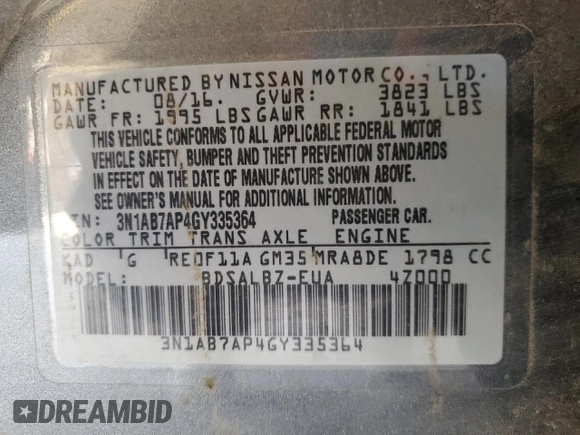 MANUFACTURED BY NISSAN MOTOR CO., LTD.
DATE: 08/16. GVWR: 3823 LBS
GAWR FR: 1995 LBS GAWR RR: 1841 LBS
THIS VEHICLE CONFORMS TO ALL APPLICABLE FEDERAL MOTOR
VEHICLE SAFETY, BUMPER AND THEFT PREVENTION STANDARDS
IN EFFECT ON THE DATE OF MANUFACTURE SHOWN ABOVE.
SEE OWNER'S MANUAL FOR ADDITIONAL INFORMATION.
VIN: 3N1AB7AP4GY335364 PASSENGER CAR.
COLOR TRIM TRANS AXLE ENGINE
KAD G RE0F11A GM35 MRA8DE 1798 CC
MODEL: BDSALBZ-EUA 4Z000
3N1AB7AP4GY335364
DREAMBID